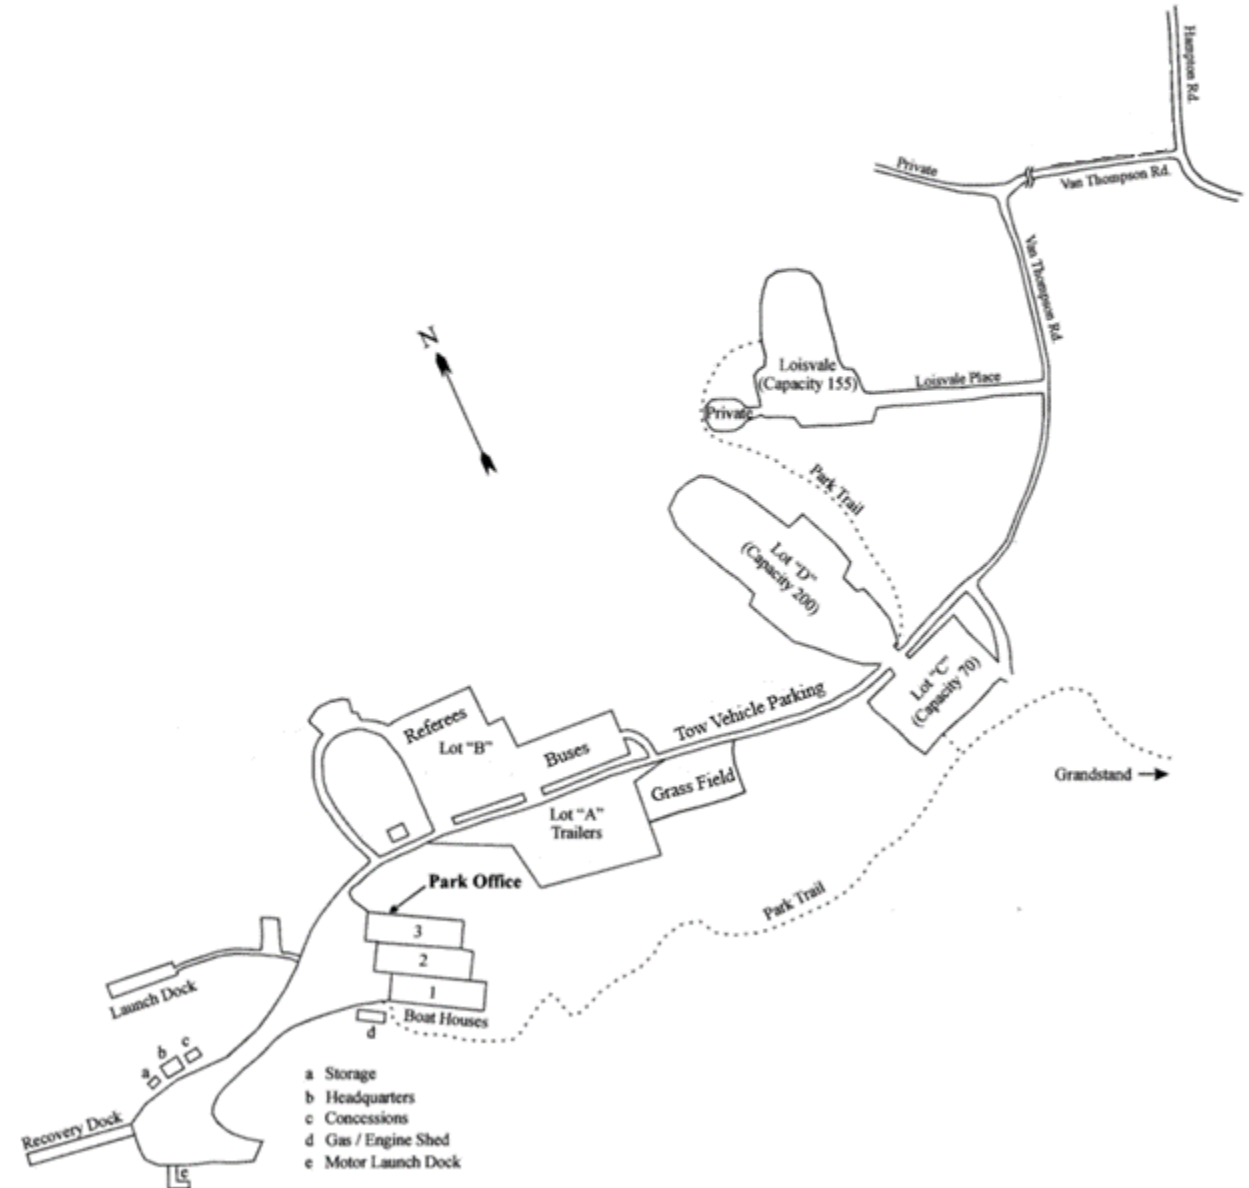 Hampton Rd.
Private
Van Thompson Rd.
Van Thompson Rd.
N
Loisvale
(Capacity 155)
Loisvale Place
Private
Park Trail
Lot "D"
(Capacity 200)
Lot "C"
(Capacity 70)
Tow Vehicle Parking
Referees
Lot "B"
Buses
Grass Field
Grandstand
Lot "A"
Trailers
Park Office
Park Trail
3
2
1
Boat Houses
d
Launch Dock
c
b
a
Recovery Dock
e
a Storage
b Headquarters
c Concessions
d Gas / Engine Shed
e Motor Launch Dock